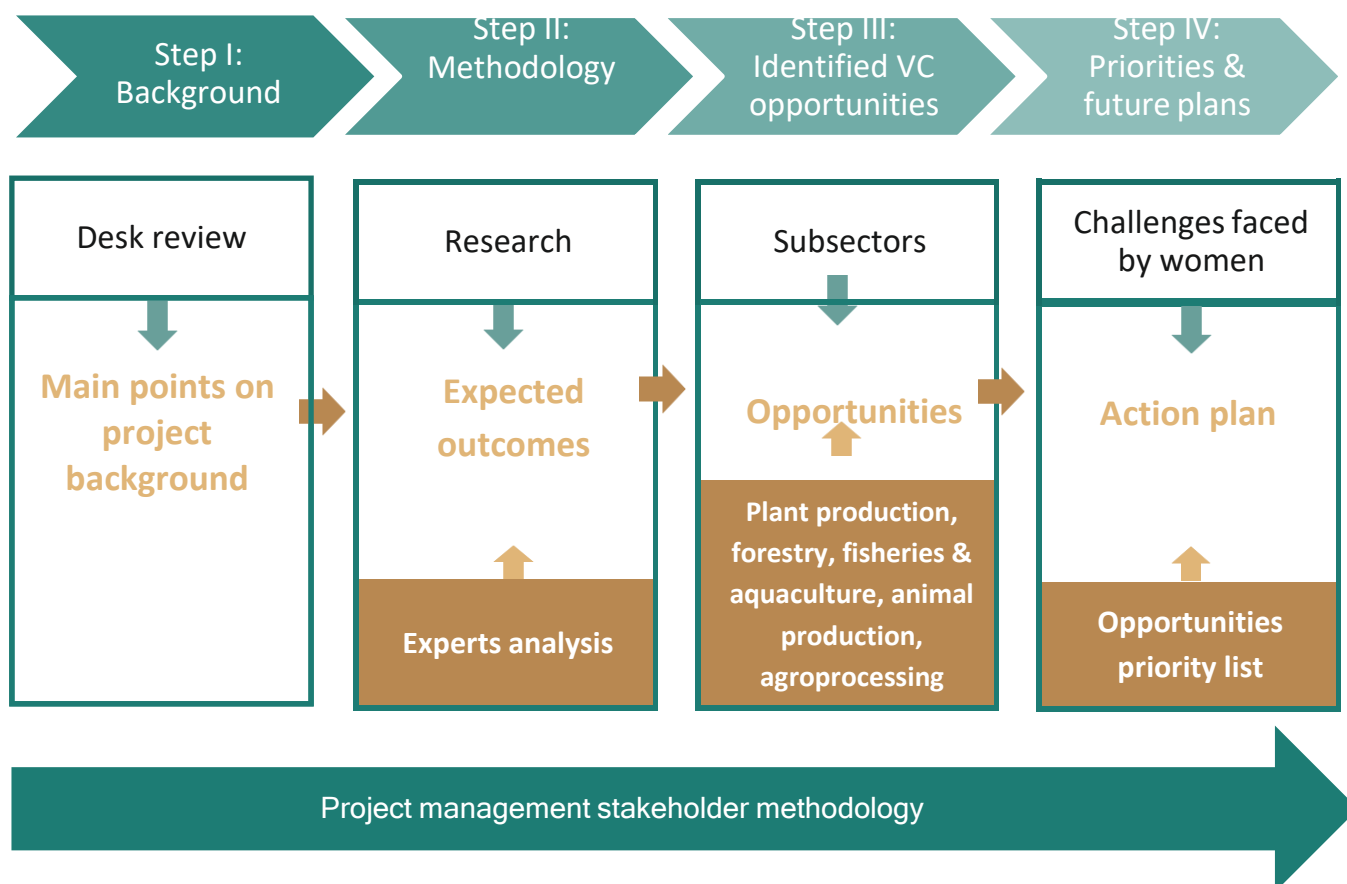 Step I:
Background
Step II:
Methodology
Step III:
Identified VC
opportunities
Step IV:
Priorities &
future plans
Desk review
Main points on
project
background
Research
Expected
outcomes
Experts analysis
Subsectors
Opportunities
Plant production,
forestry, fisheries &
aquaculture, animal
production,
agroprocessing
Challenges faced
by women
Action plan
Opportunities
priority list
Project management stakeholder methodology